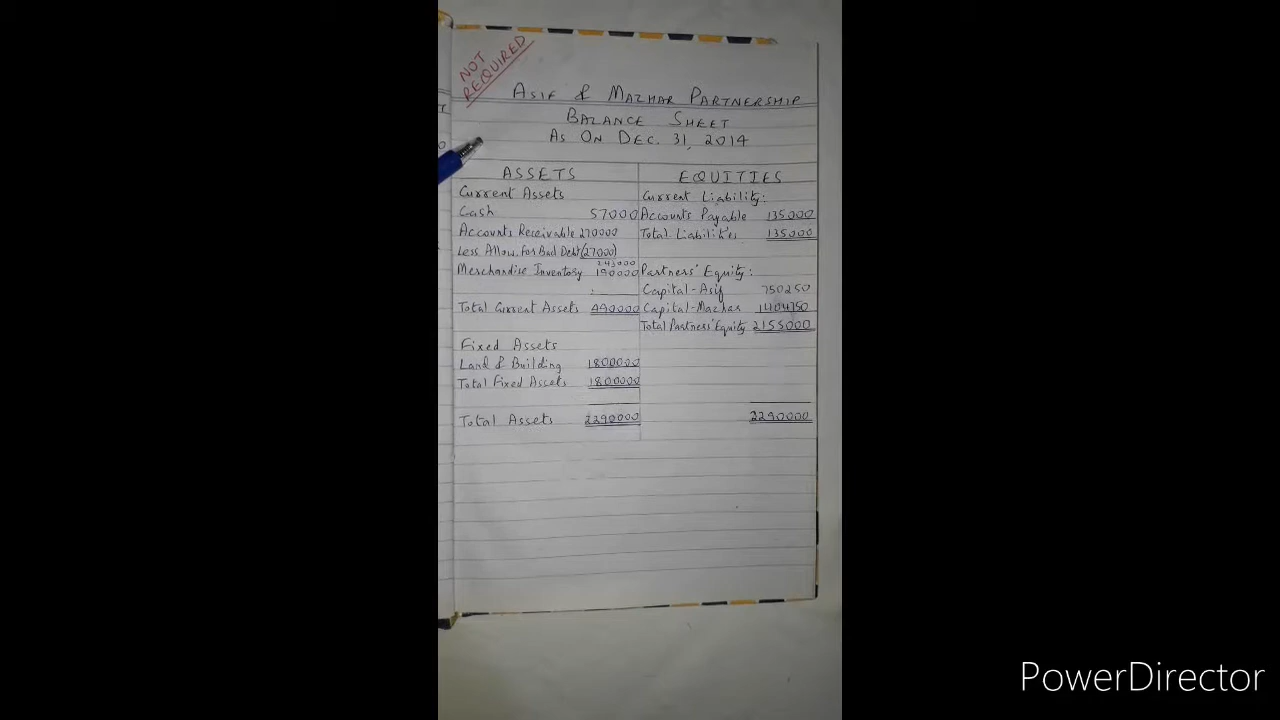 NOT
REQUIRED
ASIF & MAZHAR PARTNERSHIP
BALANCE SHEET
AS ON DEC. 31, 2014
ASSETS
Current Assets
Cash 57000
Accounts Receivable 270000
Less Allow. for Bad Debt (27000)
243000
Merchandise Inventory 190000
Total Current Assets 490000
Fixed Assets
Land & Building 1800000
Total Fixed Assets 1800000
Total Assets 2290000
EQUITIES
Current Liability:
Accounts Payable 135000
Total Liabilities 135000
Partners' Equity:
Capital-Asif 750250
Capital-Mazhar 1404750
Total Partners' Equity 2155000
2290000
PowerDirector